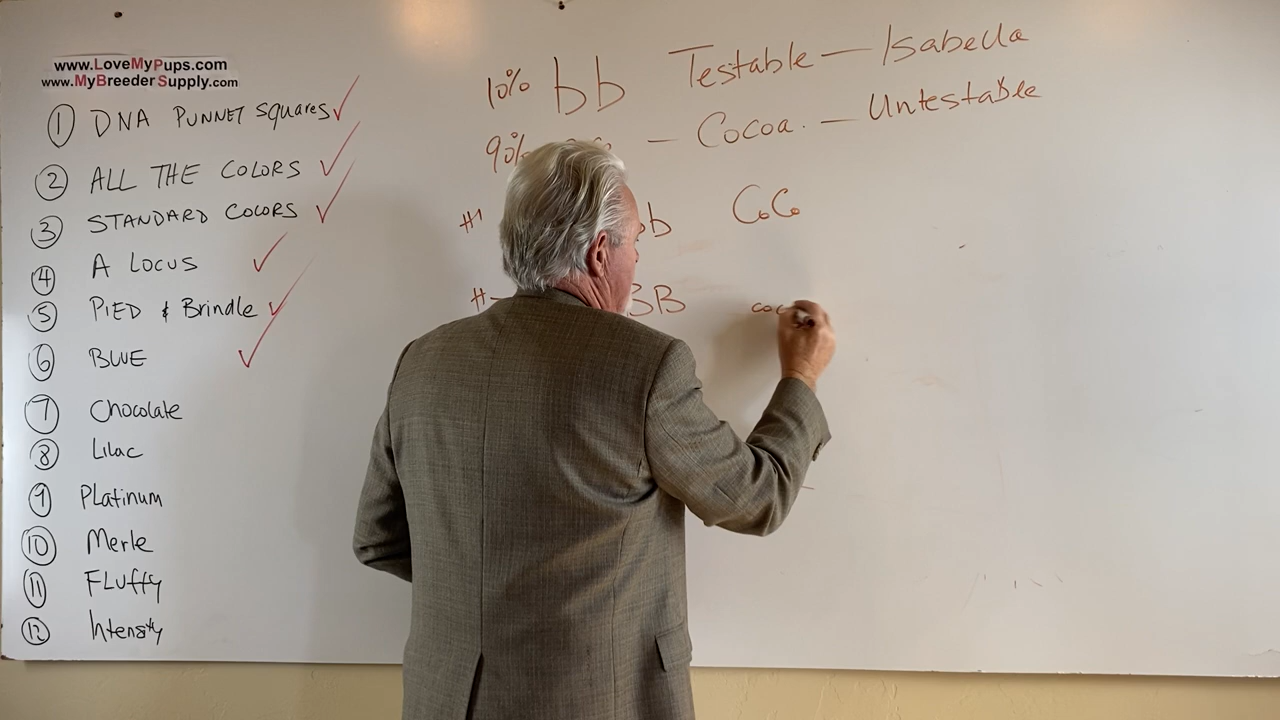 www.LoveMyPups.com
www.MyBreederSupply.com
1 DNA PUNNET SQUARES
2 ALL THE COLORS
3 STANDARD COLORS
4 A LOCUS
5 PIED & Brindle
6 BLUE
7 Chocolate
8 Lilac
9 Platinum
10 Merle
11 FLuffy
12 Intensity
10% bb Testable — Isabella
90% — Cocoa. — Untestable
#1 b CoCo
BB